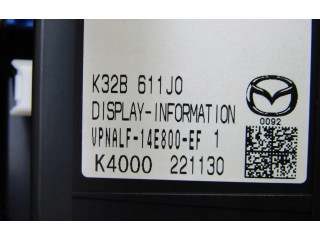 K32B 611J0
DISPLAY-INFORMATION
0092
VPNALF-14E800-EF 1
K4000 221130